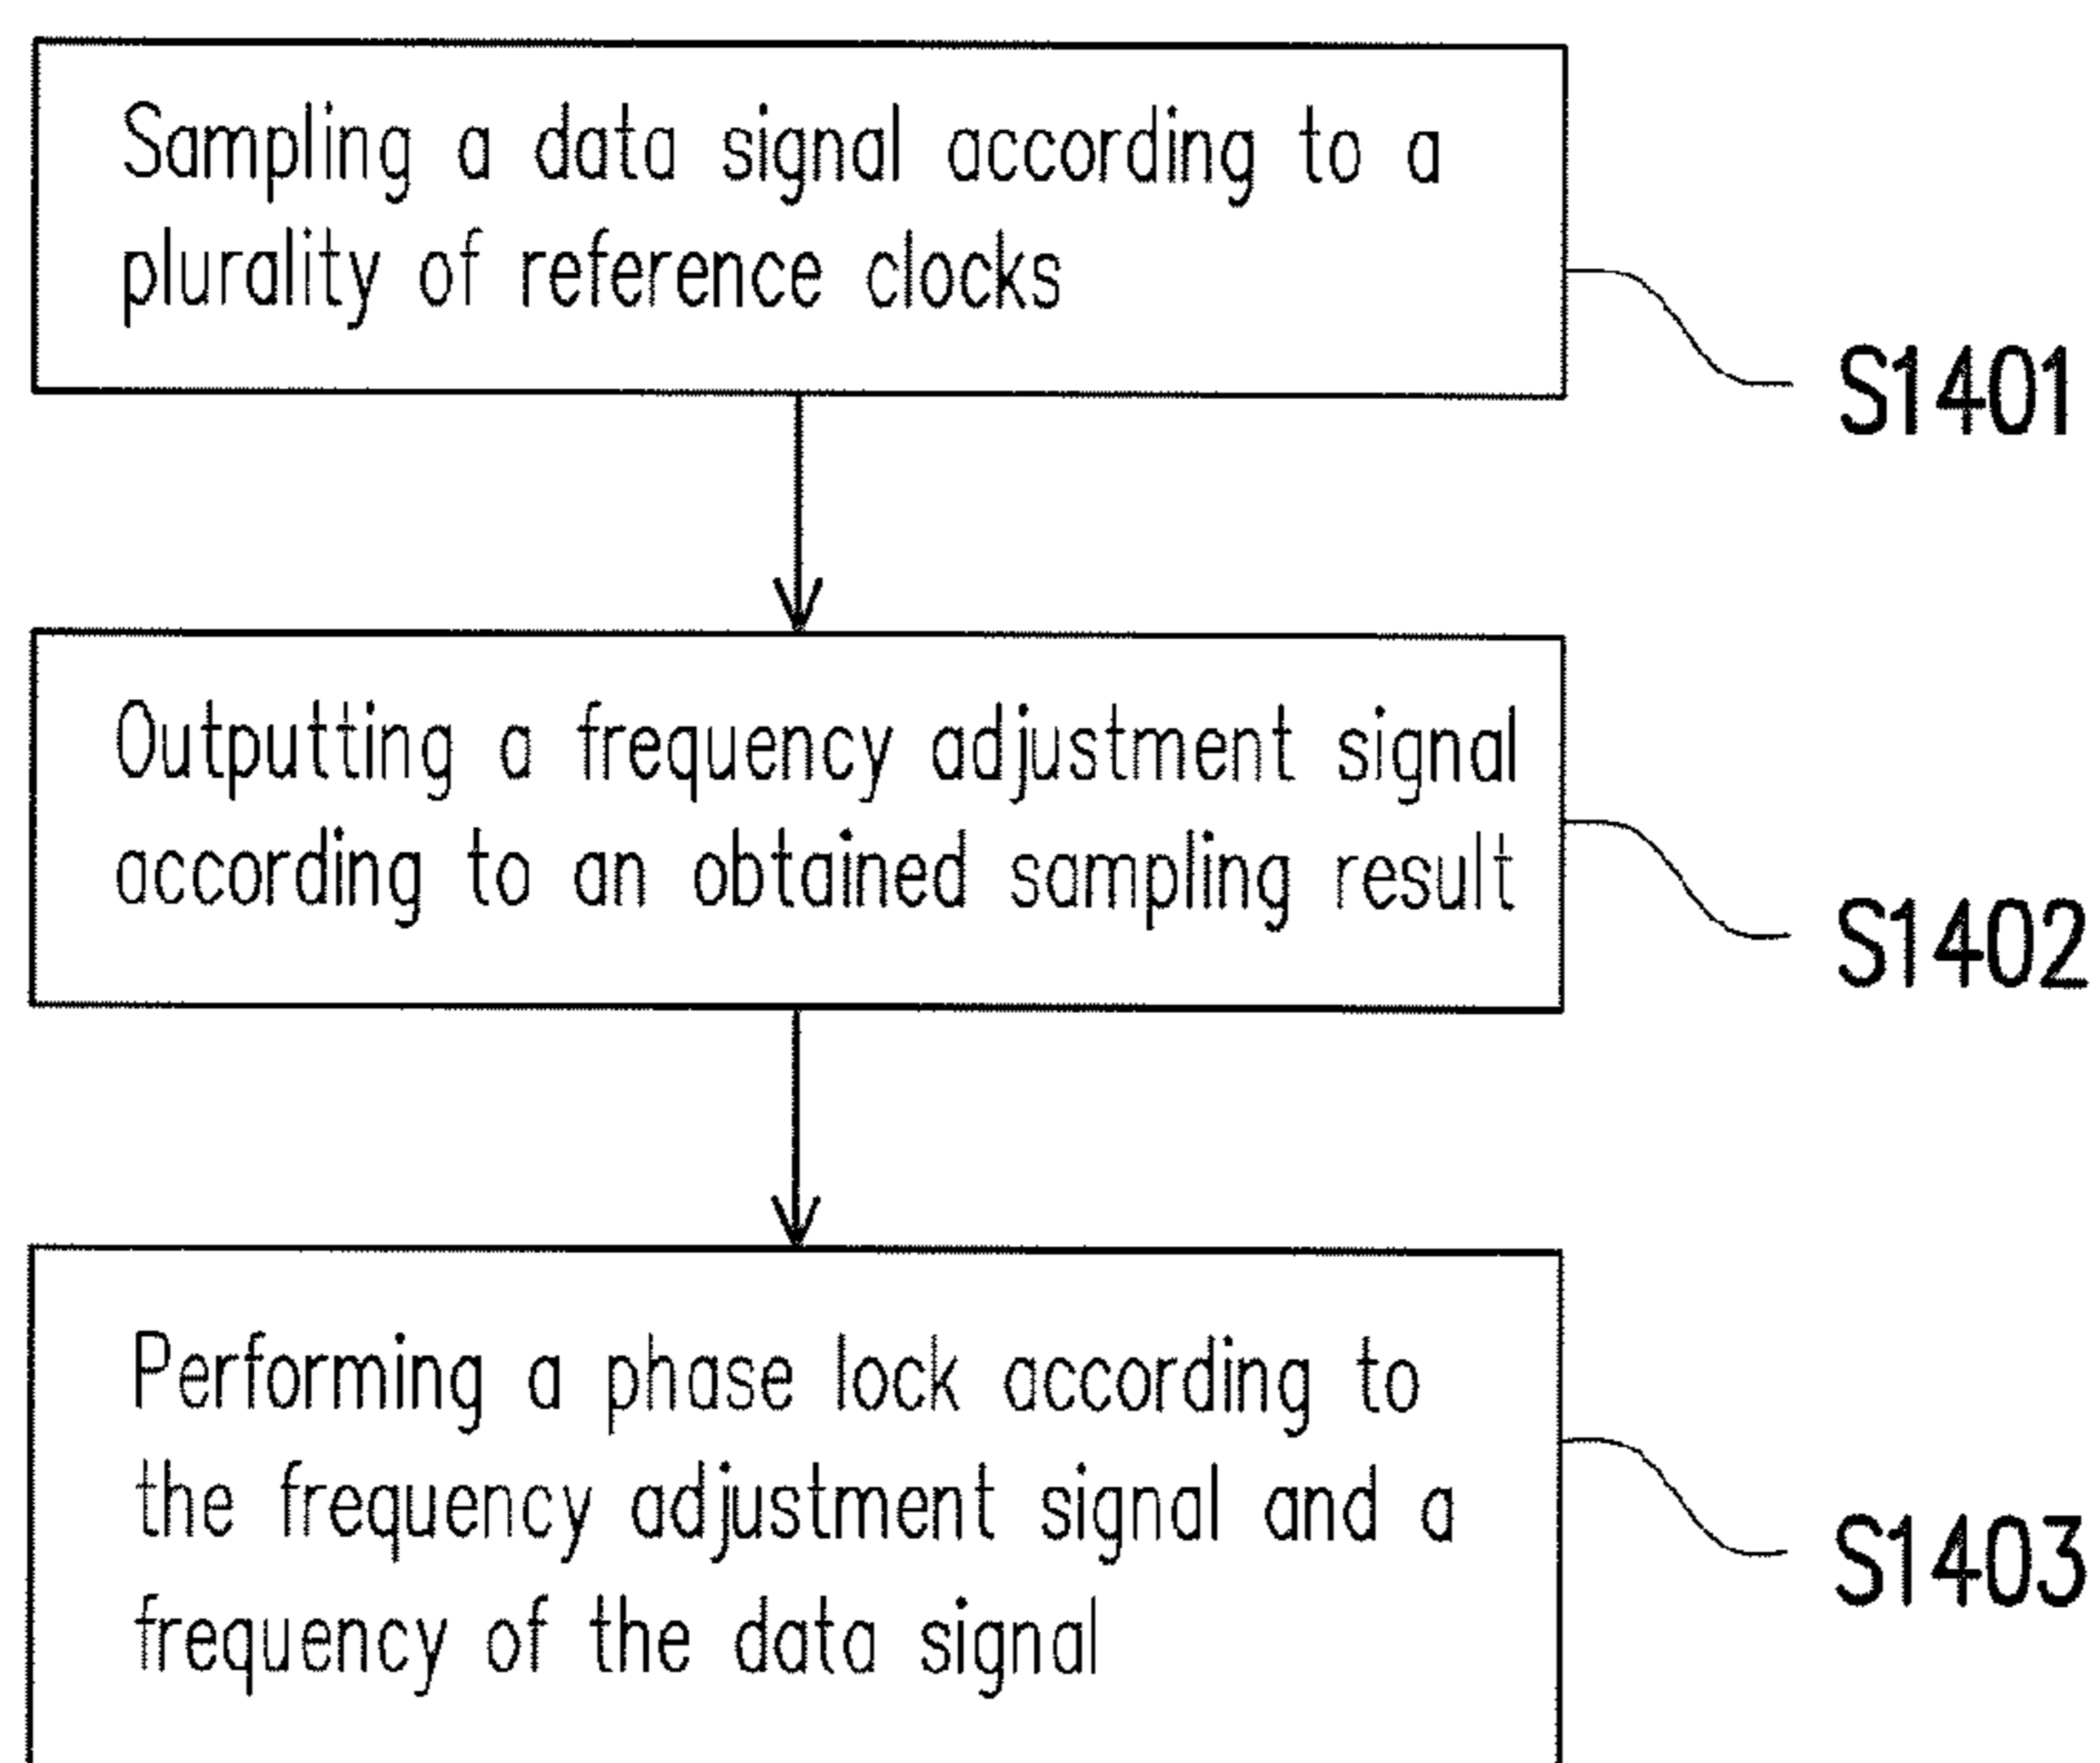 Sampling a data signal according to a
plurality of reference clocks
S1401
Outputting a frequency adjustment signal
according to an obtained sampling result
S1402
Performing a phase lock according to
the frequency adjustment signal and a
frequency of the data signal
S1403